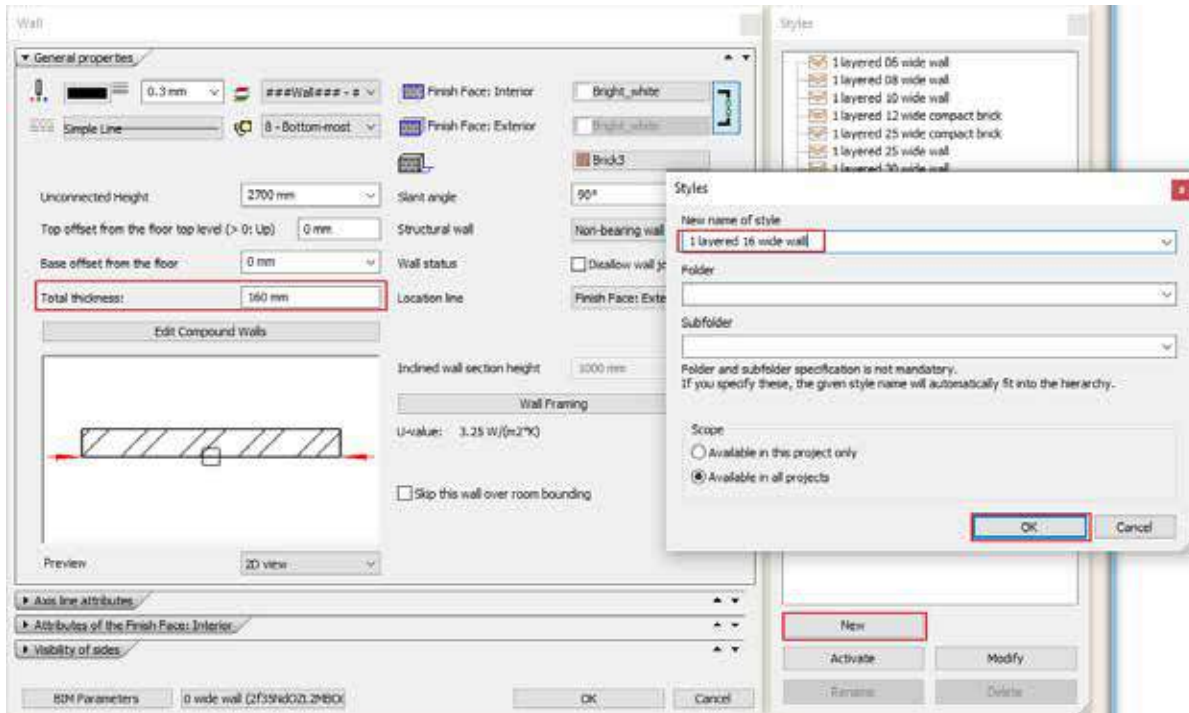 Wall
General properties
0.3 mm
###Wall### - #
Finish Face: Interior
Bright_white
Simple Line
8 - Bottom-most
Finish Face: Exterior
Bright_white
Brick3
Unconnected Height
2700 mm
Slant angle
90°
Top offset from the floor top level (> 0: Up)
0 mm
Structural wall
Non-bearing wall
Base offset from the floor
0 mm
Wall status
Disallow wall
Total thickness:
160 mm
Location line
Finish Face: Exte
Edit Compound Walls
Inclined wall section height
1000 mm
Wall Framing
U-value: 3.25 W/(m2*K)
Skip this wall over room bounding
Preview
2D view
Axis line attributes
Attributes of the Finish Face: Interior
Visibility of sides
BIM Parameters
0 wide wall
OK
Cancel
Styles
1 layered 06 wide wall
1 layered 08 wide wall
1 layered 10 wide wall
1 layered 12 wide compact brick
1 layered 25 wide compact brick
1 layered 25 wide wall
1 layered 30 wide wall
Styles
New name of style
1 layered 16 wide wall
Folder
Subfolder
Folder and subfolder specification is not mandatory.
If you specify these, the given style name will automatically fit into the hierarchy.
Scope
Available in this project only
Available in all projects
OK
Cancel
New
Activate
Modify
Rename
Delete